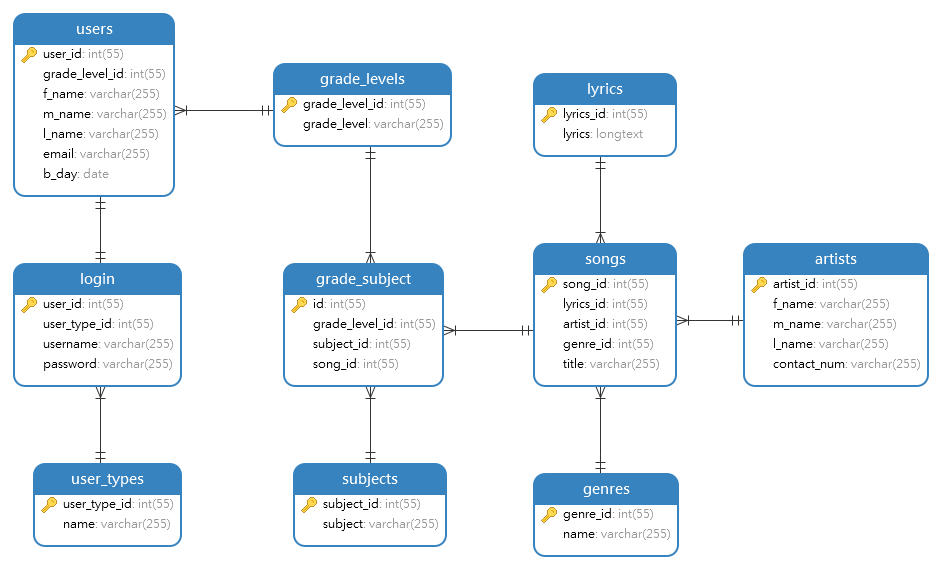 users
user_id: int(55)
grade_level_id: int(55)
f_name: varchar(255)
m_name: varchar(255)
l_name: varchar(255)
email: varchar(255)
b_day: date
grade_levels
grade_level_id: int(55)
grade_level: varchar(255)
lyrics
lyrics_id: int(55)
lyrics: longtext
login
user_id: int(55)
user_type_id: int(55)
username: varchar(255)
password: varchar(255)
grade_subject
id: int(55)
grade_level_id: int(55)
subject_id: int(55)
song_id: int(55)
songs
song_id: int(55)
lyrics_id: int(55)
artist_id: int(55)
genre_id: int(55)
title: varchar(255)
artists
artist_id: int(55)
f_name: varchar(255)
m_name: varchar(255)
l_name: varchar(255)
contact_num: varchar(255)
user_types
user_type_id: int(55)
name: varchar(255)
subjects
subject_id: int(55)
subject: varchar(255)
genres
genre_id: int(55)
name: varchar(255)